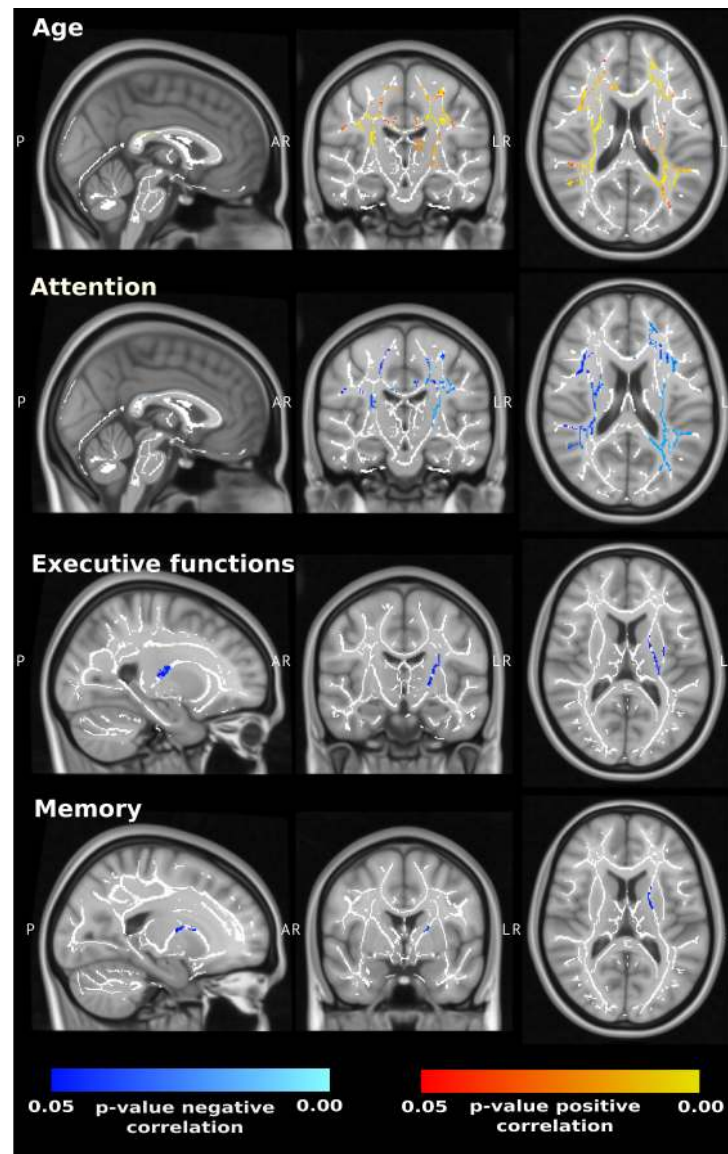 Age
P
AR
LR
L
Attention
P
AR
LR
L
Executive functions
P
AR
LR
L
Memory
P
AR
LR
L
0.05 p-value negative 0.00
correlation
0.05 p-value positive 0.00
correlation